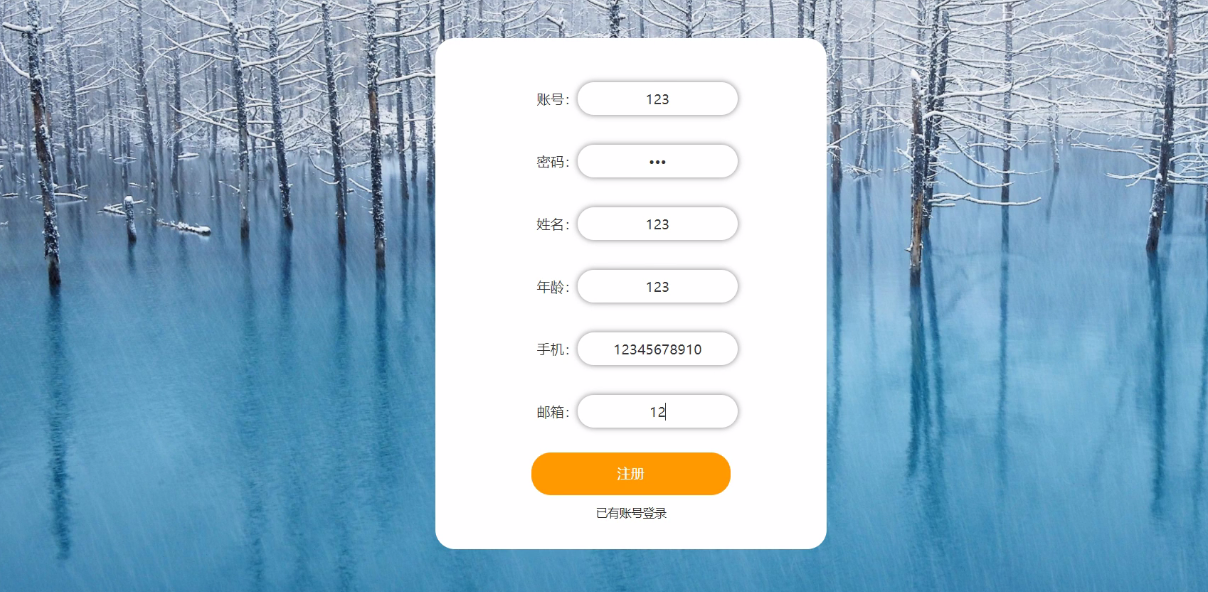 账号： 123
密码： •••
姓名： 123
年龄： 123
手机： 12345678910
邮箱： 12
注册
已有账号登录